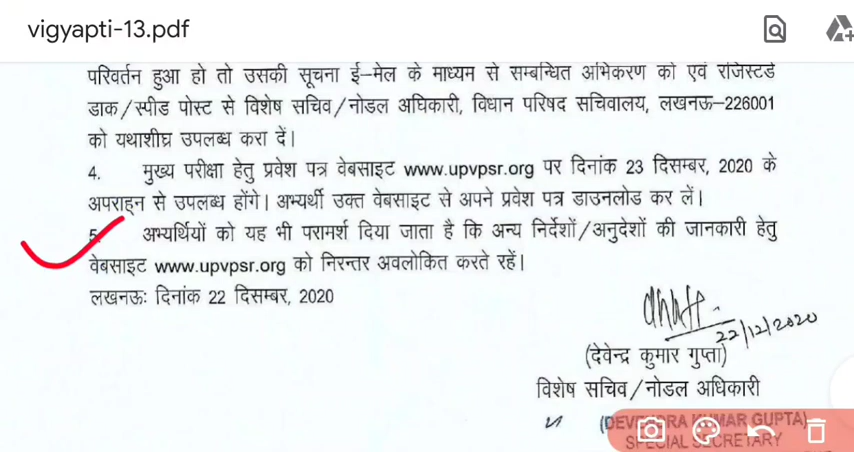 vigyapti-13.pdf
परिवर्तन हुआ हो तो उसकी सूचना ई-मेल के माध्यम से सम्बन्धित अभिकरण को एवं रजिस्टर्ड
डाक/स्पीड पोस्ट से विशेष सचिव/नोडल अधिकारी, विधान परिषद सचिवालय, लखनऊ-226001
को यथाशीघ्र उपलब्ध करा दें।
4. मुख्य परीक्षा हेतु प्रवेश पत्र वेबसाइट www.upvpsr.org पर दिनांक 23 दिसम्बर, 2020 के
अपराह्न से उपलब्ध होंगे। अभ्यर्थी उक्त वेबसाइट से अपने प्रवेश पत्र डाउनलोड कर लें।
5. अभ्यर्थियों को यह भी परामर्श दिया जाता है कि अन्य निर्देशों/अनुदेशों की जानकारी हेतु
वेबसाइट www.upvpsr.org को निरन्तर अवलोकित करते रहें।
लखनऊः दिनांक 22 दिसम्बर, 2020
22/12/2020
(देवेन्द्र कुमार गुप्ता)
विशेष सचिव/नोडल अधिकारी
(DEVENDRA KUMAR GUPTA)
SPECIAL SECRETARY